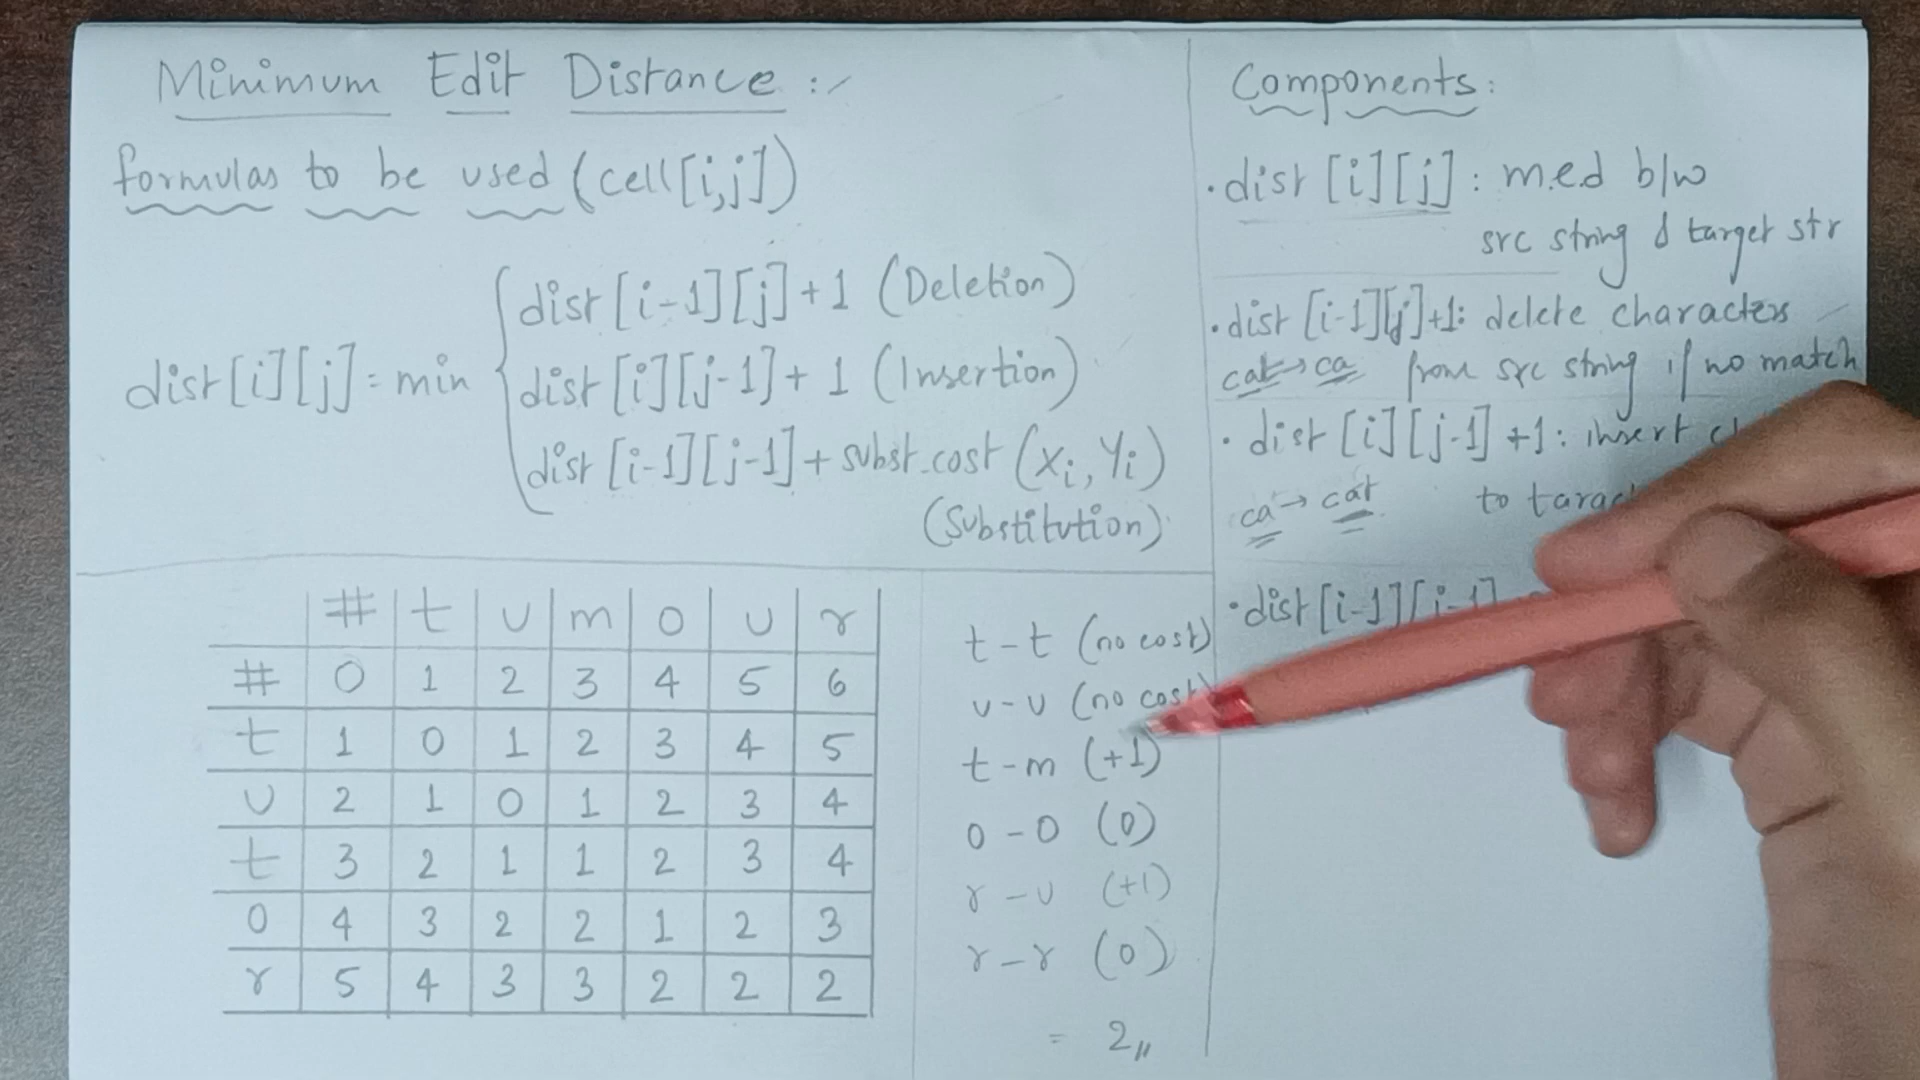 Minimum Edit Distance :-
formulas to be used (cell[i,j])
dist[i][j] = min
dist[i-1][j]+1 (Deletion)
dist[i][j-1]+1 (Insertion)
dist[i-1][j-1]+subst.cost (Xi, Yi)
(Substitution)
# t u m o u r
# 0 1 2 3 4 5 6
t 1 0 1 2 3 4 5
u 2 1 0 1 2 3 4
t 3 2 1 1 2 3 4
o 4 3 2 2 1 2 3
r 5 4 3 3 2 2 2
t-t (no cost)
u-u (no cost
t-m (+1)
o-o (0)
r-u (+1)
r-r (0)
= 2
Components:
• dist [i][j] : m.e.d b/w
src string & target str
• dist [i-1][j]+1: delete characters
cat→ca from src string if no match
• dist [i][j-1]+1: insert
ca→cat to
• dist[i-1][j-1]